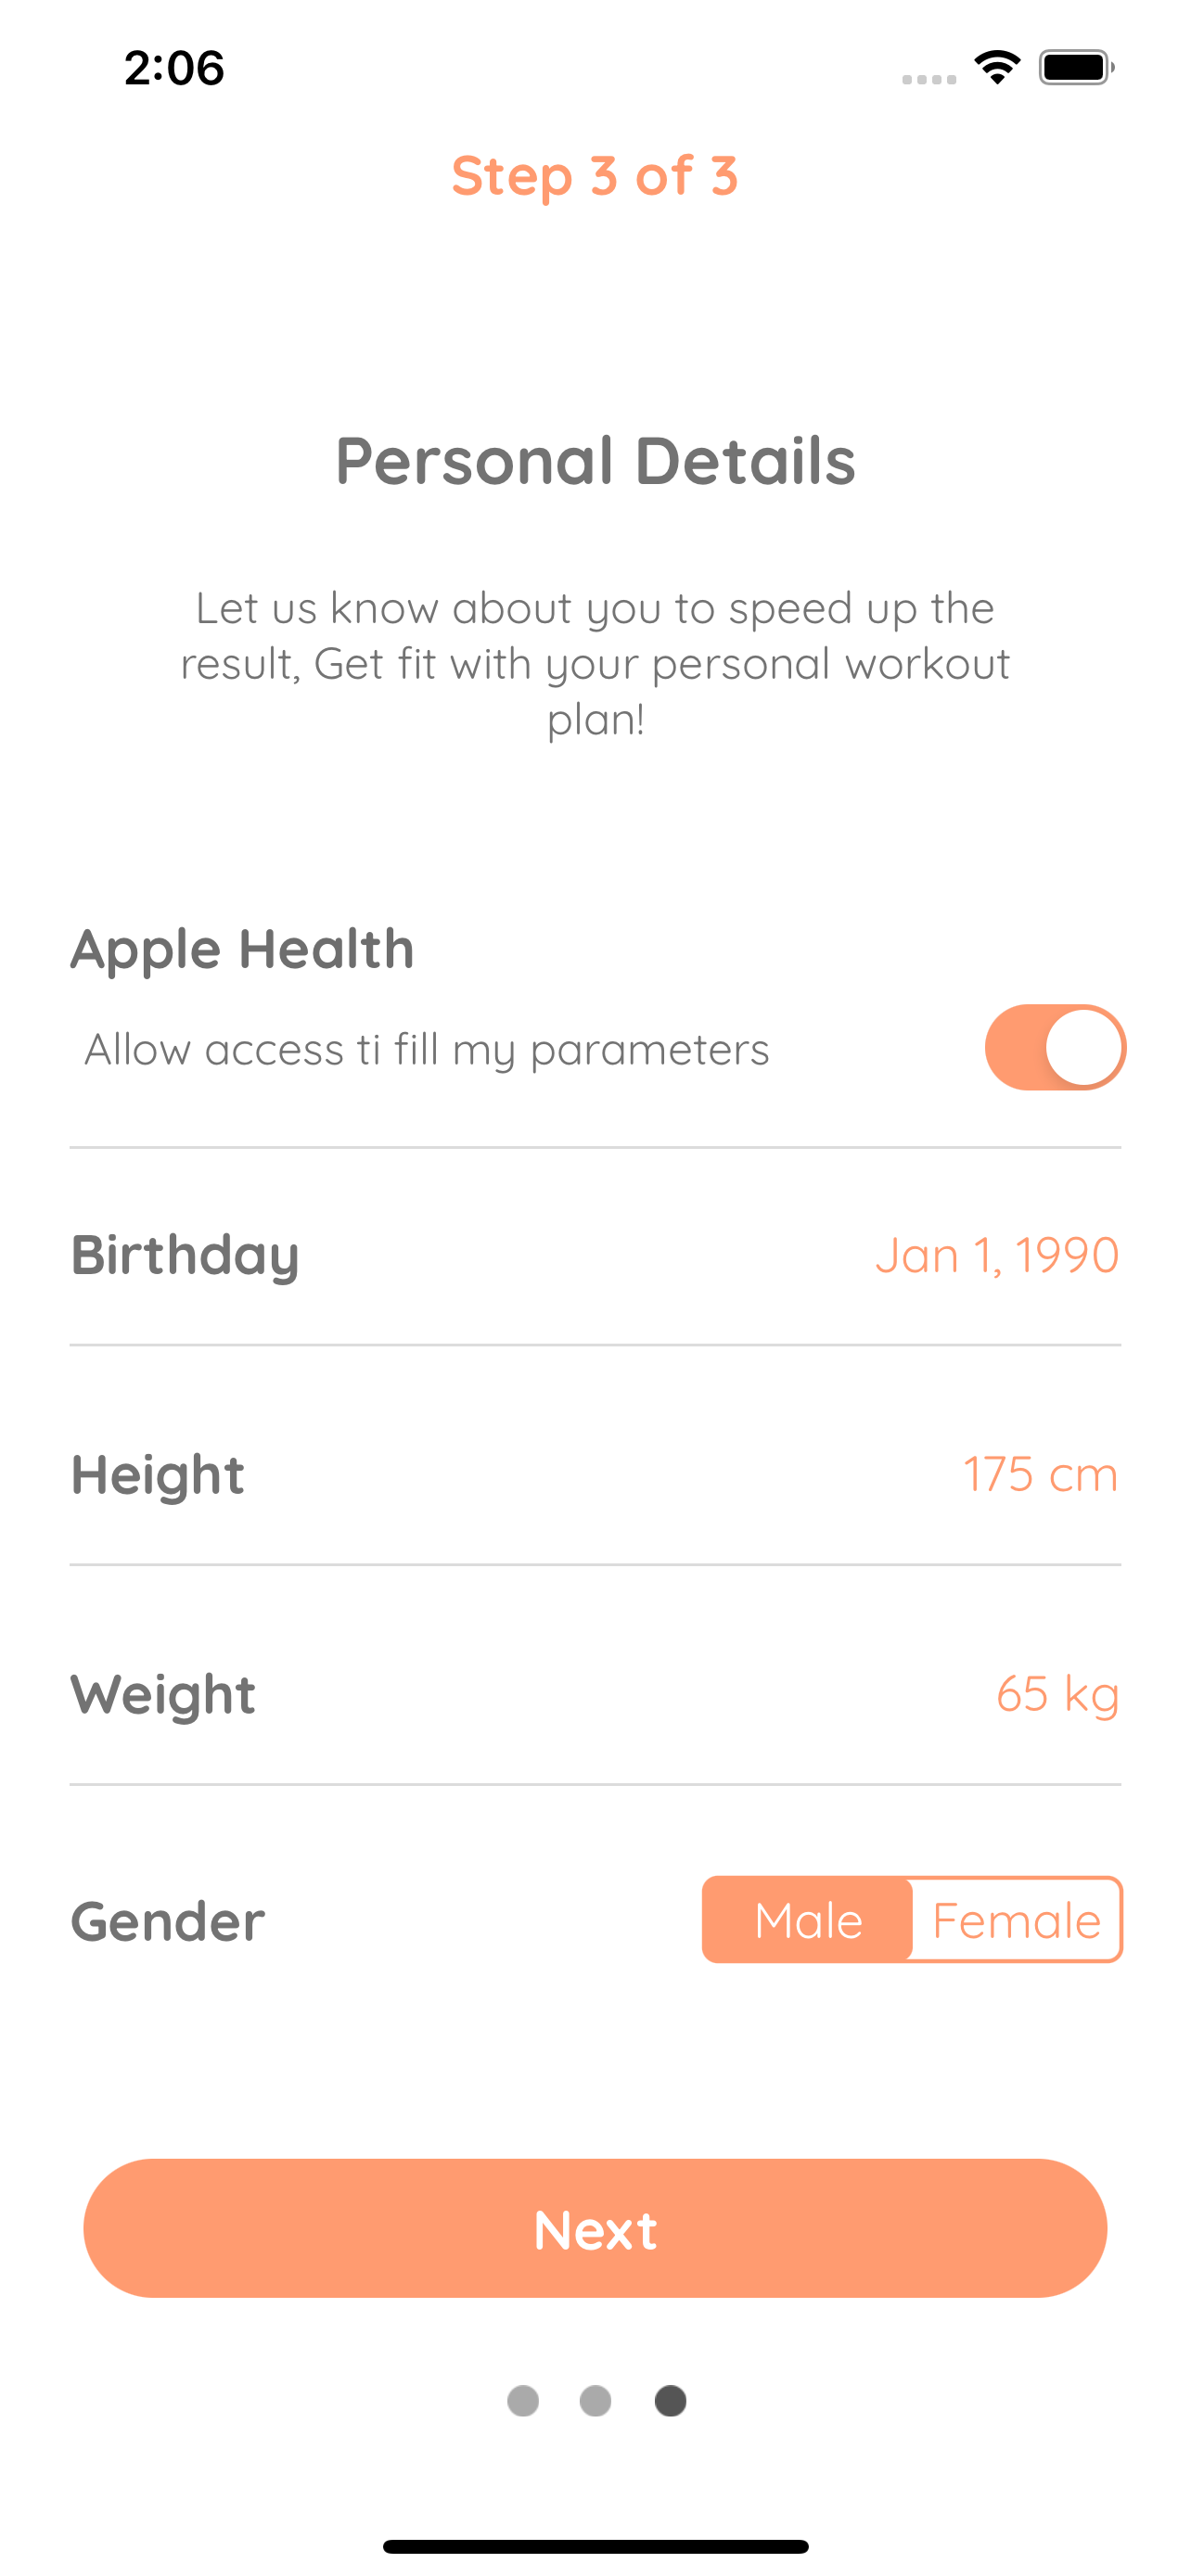 2:06
Step 3 of 3
Personal Details
Let us know about you to speed up the
result, Get fit with your personal workout
plan!
Apple Health
Allow access ti fill my parameters
Birthday
Jan 1, 1990
Height
175 cm
Weight
65 kg
Gender
Male
Female
Next